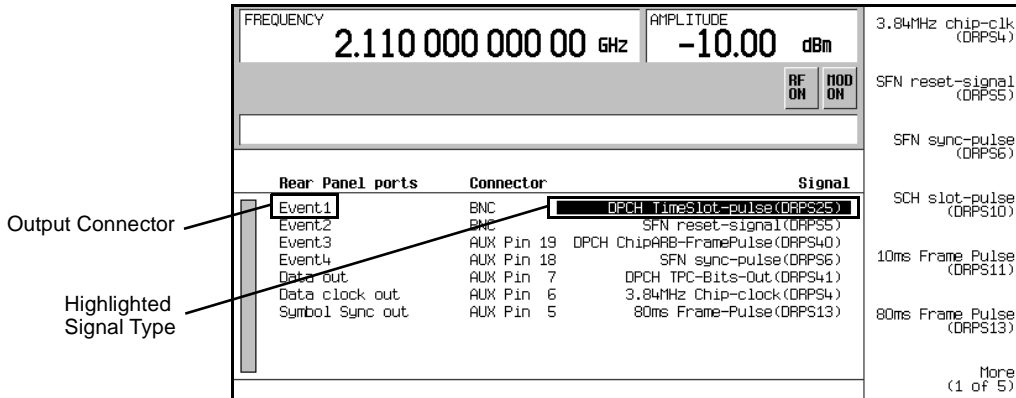 FREQUENCY
2.110 000 000 00 GHz
AMPLITUDE
-10.00 dBm
RF ON
MOD ON
Rear Panel ports Connector Signal
Event1 BNC DPCH TimeSlot-pulse(DRPS25)
Event2 BNC SFN reset-signal(DRPS5)
Event3 AUX Pin 19 DPCH ChipARB-FramePulse(DRPS40)
Event4 AUX Pin 18 SFN sync-pulse(DRPS6)
Data out AUX Pin 7 DPCH TPC-Bits-Out(DRPS41)
Data clock out AUX Pin 6 3.84MHz Chip-clock(DRPS4)
Symbol Sync out AUX Pin 5 80ms Frame-Pulse(DRPS13)
3.84MHz chip-clk
(DRPS4)
SFN reset-signal
(DRPS5)
SFN sync-pulse
(DRPS6)
SCH slot-pulse
(DRPS10)
10ms Frame Pulse
(DRPS11)
80ms Frame Pulse
(DRPS13)
More
(1 of 5)
Output Connector
Highlighted
Signal Type